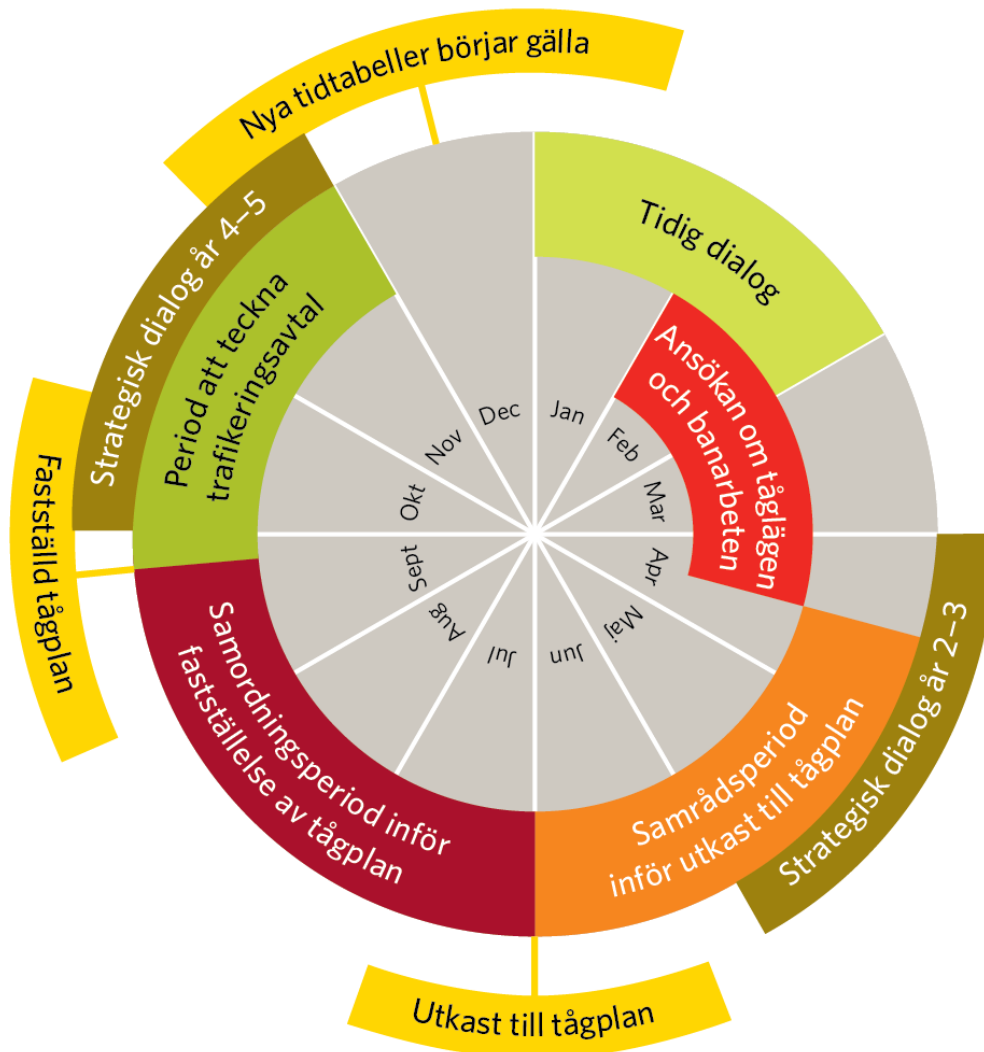 Nya tidtabeller börjar gälla
Strategisk dialog år 4–5
Period att teckna
trafikeringsavtal
Tidig dialog
Ansökan om tåglägen
och banarbeten
Jan
Feb
Mar
Apr
Maj
Jun
Jul
Aug
Sept
Okt
Nov
Dec
Fastställd tågplan
Samordningsperiod inför
fastställelse av tågplan
Samrådsperiod
inför utkast till tågplan
Strategisk dialog år 2–3
Utkast till tågplan